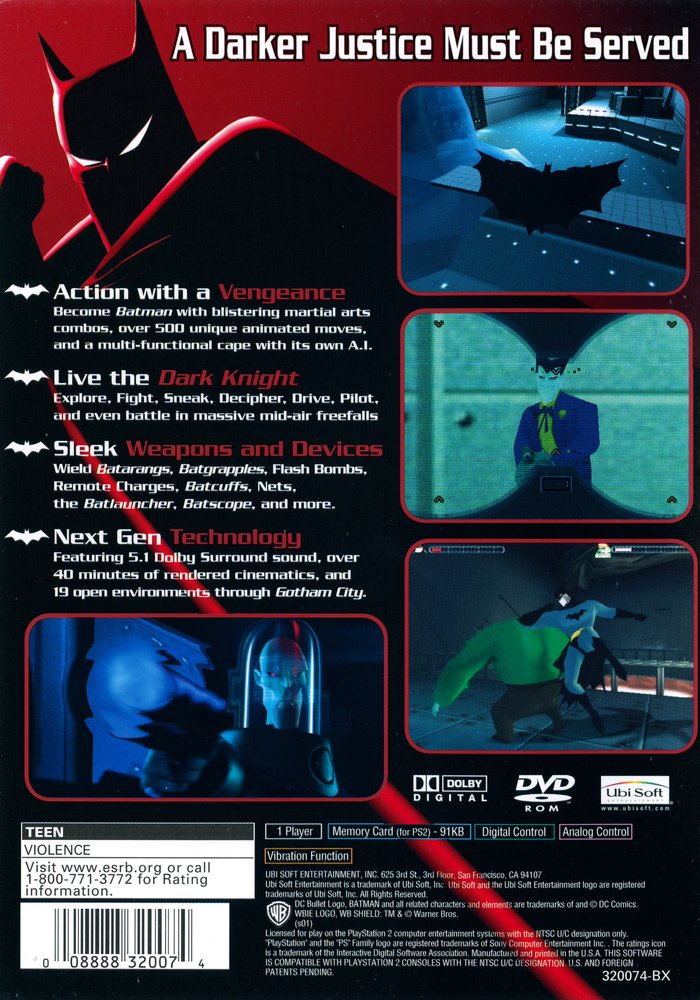 A Darker Justice Must Be Served
Action with a Vengeance
Become Batman with blistering martial arts
combos, over 500 unique animated moves,
and a multi-functional cape with its own A.I.
Live the Dark Knight
Explore, Fight, Sneak, Decipher, Drive, Pilot,
and even battle in massive mid-air freefalls
Sleek Weapons and Devices
Wield Batarangs, Batgrapples, Flash Bombs,
Remote Charges, Batcuffs, Nets,
the Batlauncher, Batscope, and more.
Next Gen Technology
Featuring 5.1 Dolby Surround sound, over
40 minutes of rendered cinematics, and
19 open environments through Gotham City.
DOLBY
DIGITAL
DVD
ROM
Ubi Soft
entertainment
www.ubisoft.com
TEEN
VIOLENCE
Visit www.esrb.org or call
1-800-771-3772 for Rating
information.
1 Player
Memory Card (for PS2) - 91KB
Digital Control
Analog Control
Vibration Function
UBI SOFT ENTERTAINMENT, INC. 625 3rd St., 3rd Floor, San Francisco, CA 94107
Ubi Soft Entertainment is a trademark of Ubi Soft, Inc. Ubi Soft and the Ubi Soft Entertainment logo are registered
trademarks of Ubi Soft, Inc. All Rights Reserved.
WB
DC Bullet Logo, BATMAN and all related characters and elements are trademarks of and © DC Comics.
WBIE LOGO, WB SHIELD: TM & © Warner Bros.
(s01)
Licensed for play on the PlayStation 2 computer entertainment systems with the NTSC U/C designation only.
"PlayStation" and the "PS" Family logo are registered trademarks of Sony Computer Entertainment Inc. . The ratings icon
is a trademark of the Interactive Digital Software Association. Manufactured and printed in the U.S.A. THIS SOFTWARE
IS COMPATIBLE WITH PLAYSTATION 2 CONSOLES WITH THE NTSC U/C DESIGNATION. U.S. AND FOREIGN
PATENTS PENDING.
0 08888 32007 4
320074-BX